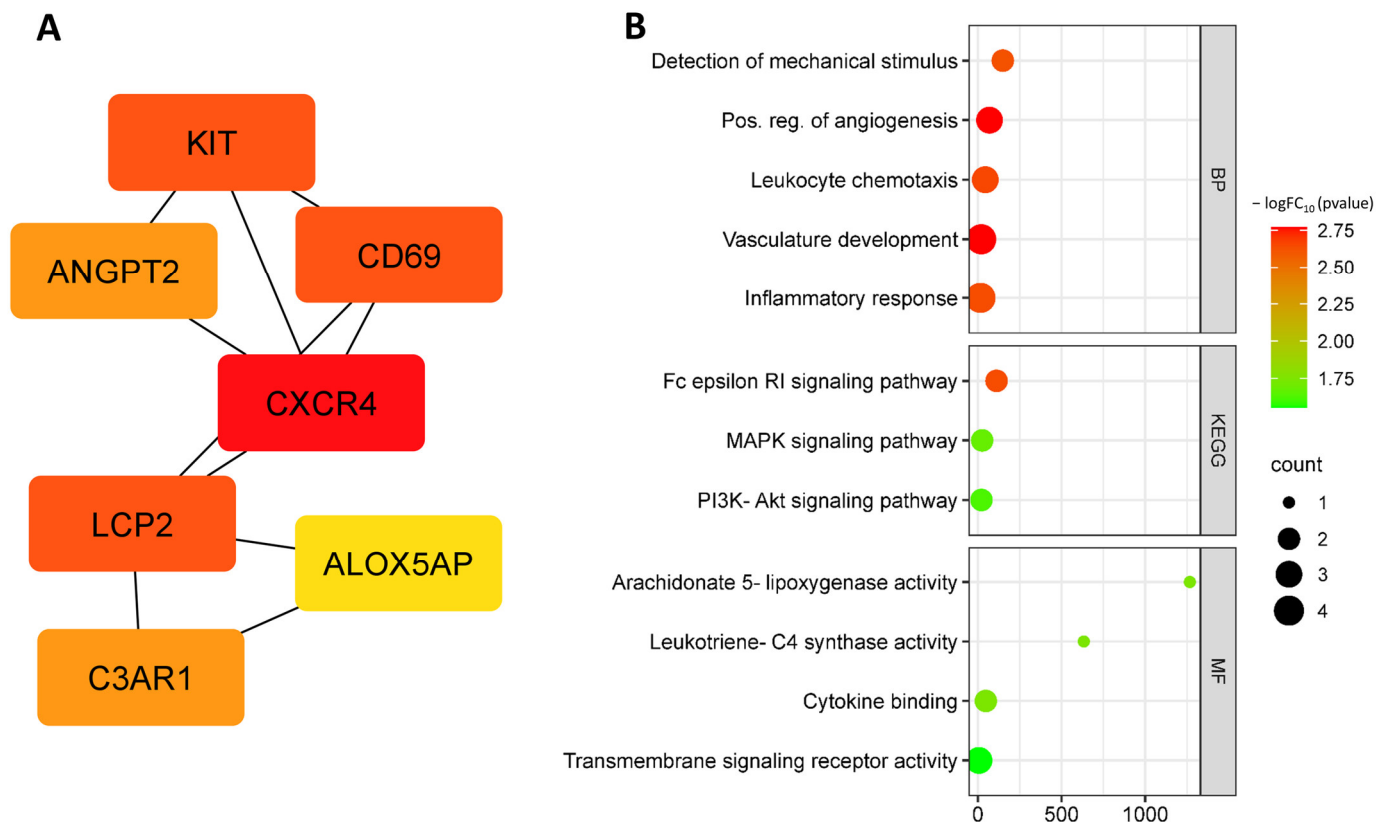 A
KIT
ANGPT2
CD69
CXCR4
LCP2
ALOX5AP
C3AR1
B
Detection of mechanical stimulus
Pos. reg. of angiogenesis
Leukocyte chemotaxis
Vasculature development
Inflammatory response
BP
Fc epsilon RI signaling pathway
MAPK signaling pathway
PI3K- Akt signaling pathway
KEGG
Arachidonate 5- lipoxygenase activity
Leukotriene- C4 synthase activity
Cytokine binding
Transmembrane signaling receptor activity
MF
0 500 1000
− logFC₁₀ (pvalue)
2.75
2.50
2.25
2.00
1.75
count
1
2
3
4